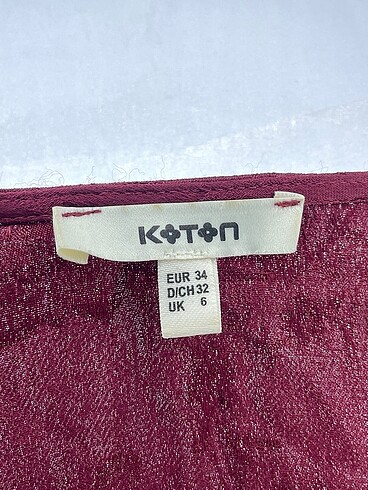 KOTON
EUR 34
D/CH 32
UK 6